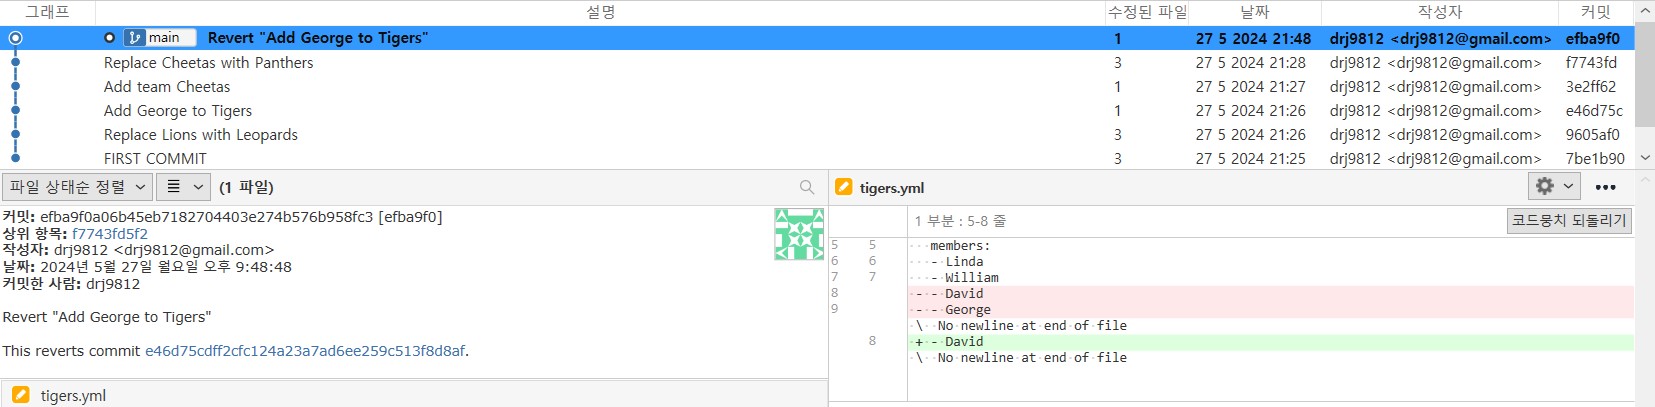 그래프 설명 수정된 파일 날짜 작성자 커밋
main Revert "Add George to Tigers" 1 27 5 2024 21:48 drj9812 <drj9812@gmail.com> efba9f0
Replace Cheetas with Panthers 3 27 5 2024 21:28 drj9812 <drj9812@gmail.com> f7743fd
Add team Cheetas 1 27 5 2024 21:27 drj9812 <drj9812@gmail.com> 3e2ff62
Add George to Tigers 1 27 5 2024 21:26 drj9812 <drj9812@gmail.com> e46d75c
Replace Lions with Leopards 3 27 5 2024 21:26 drj9812 <drj9812@gmail.com> 9605af0
FIRST COMMIT 3 27 5 2024 21:25 drj9812 <drj9812@gmail.com> 7be1b90
파일 상태순 정렬 (1 파일)
커밋: efba9f0a06b45eb7182704403e274b576b958fc3 [efba9f0]
상위 항목: f7743fd5f2
작성자: drj9812 <drj9812@gmail.com>
날짜: 2024년 5월 27일 월요일 오후 9:48:48
커밋한 사람: drj9812
Revert "Add George to Tigers"
This reverts commit e46d75cdff2cfc124a23a7ad6ee259c513f8d8af.
tigers.yml
tigers.yml
1 부분 : 5-8 줄 코드뭉치 되돌리기
5 5 members:
6 6 - Linda
7 7 - William
8 - - David
9 - - George
\ No newline at end of file
8 + - David
\ No newline at end of file